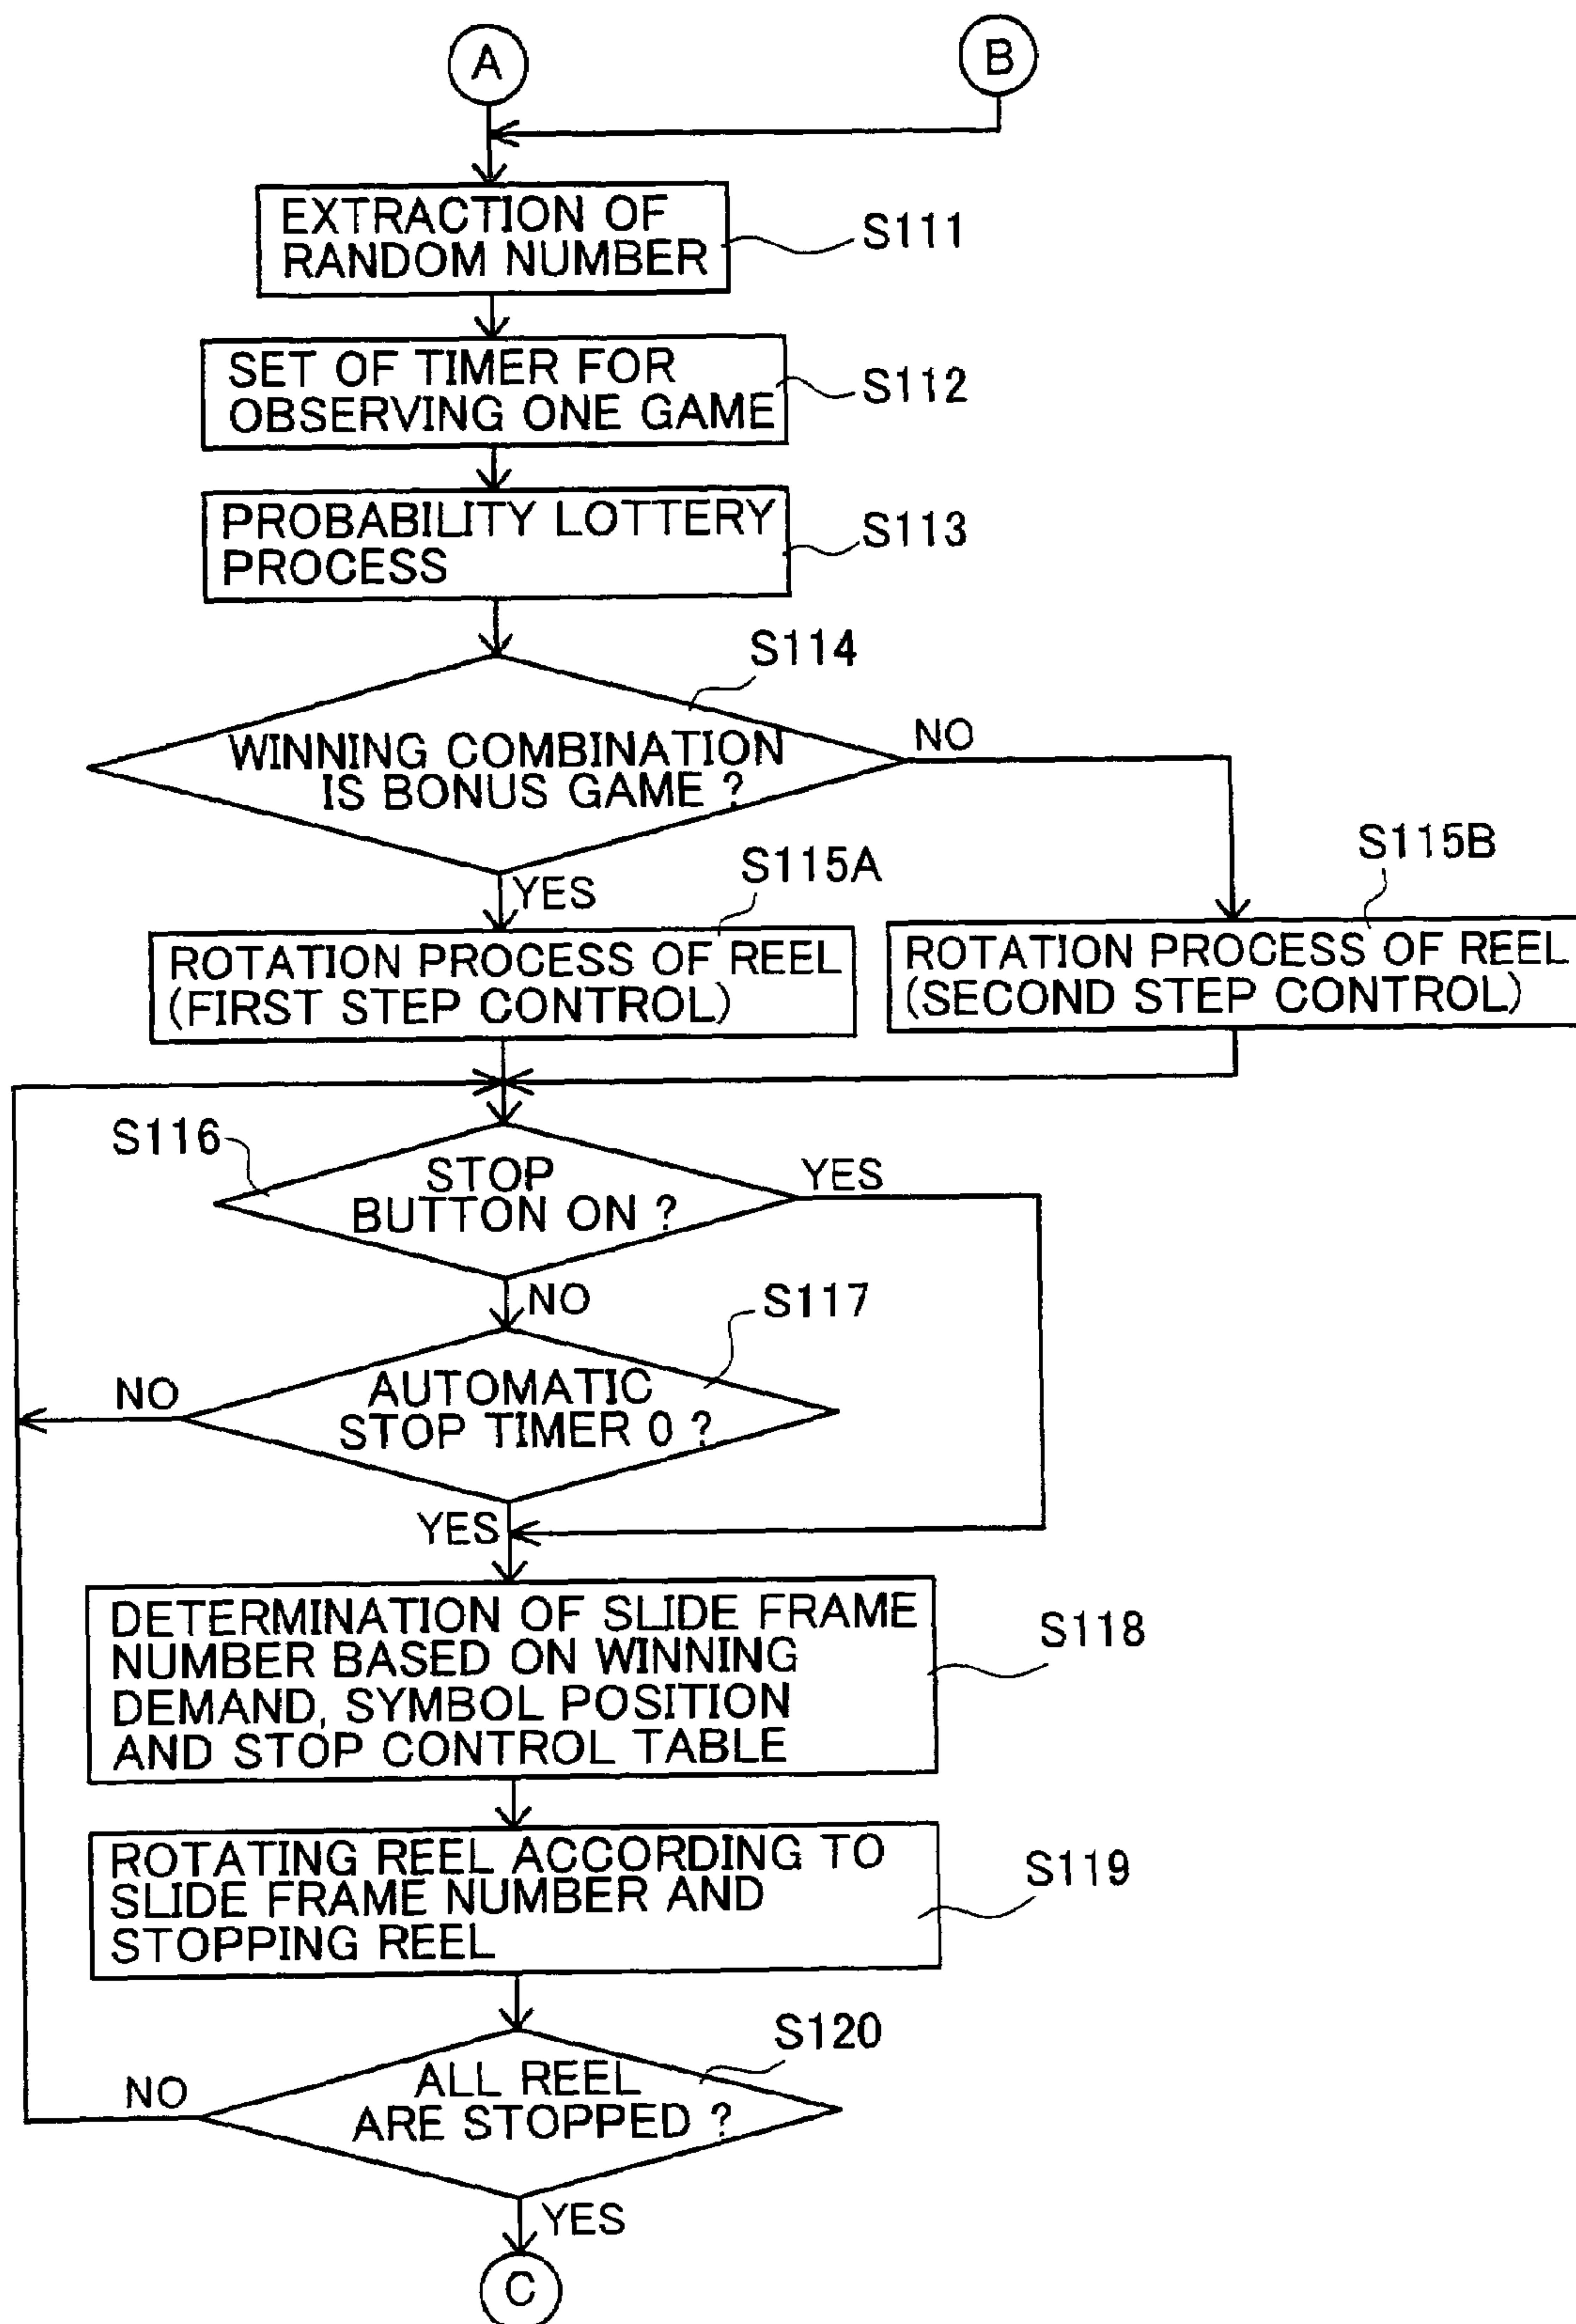 A
B
EXTRACTION OF
RANDOM NUMBER
S111
SET OF TIMER FOR
OBSERVING ONE GAME
S112
PROBABILITY LOTTERY
PROCESS
S113
S114
WINNING COMBINATION
IS BONUS GAME ?
NO
YES
S115A
S115B
ROTATION PROCESS OF REEL
(FIRST STEP CONTROL)
ROTATION PROCESS OF REEL
(SECOND STEP CONTROL)
S116
STOP
BUTTON ON ?
YES
NO
S117
AUTOMATIC
STOP TIMER 0 ?
NO
YES
DETERMINATION OF SLIDE FRAME
NUMBER BASED ON WINNING
DEMAND, SYMBOL POSITION
AND STOP CONTROL TABLE
S118
ROTATING REEL ACCORDING TO
SLIDE FRAME NUMBER AND
STOPPING REEL
S119
S120
ALL REEL
ARE STOPPED ?
NO
YES
C